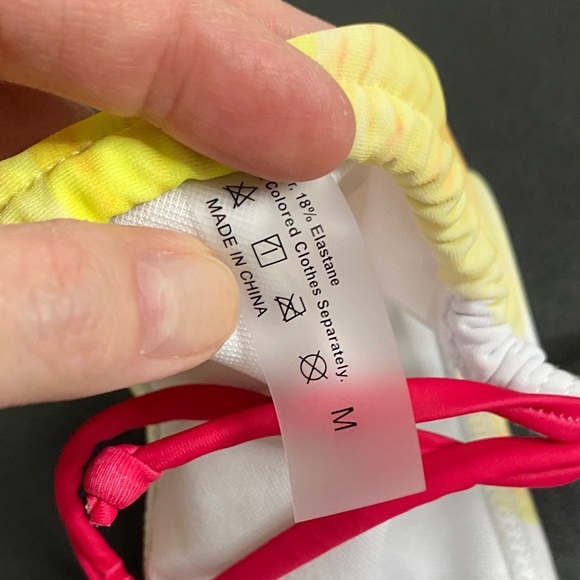 18% Elastane
Colored Clothes Separately.
MADE IN CHINA
M